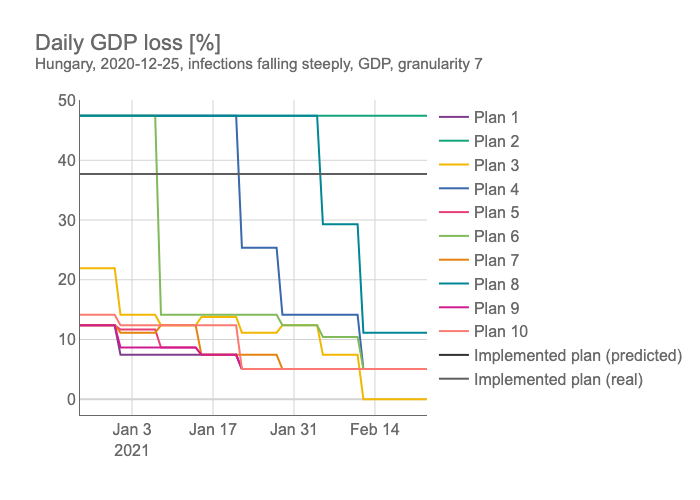 Daily GDP loss [%]
Hungary, 2020-12-25, infections falling steeply, GDP, granularity 7
50
40
30
20
10
0
Jan 3
2021
Jan 17
Jan 31
Feb 14
Plan 1
Plan 2
Plan 3
Plan 4
Plan 5
Plan 6
Plan 7
Plan 8
Plan 9
Plan 10
Implemented plan (predicted)
Implemented plan (real)